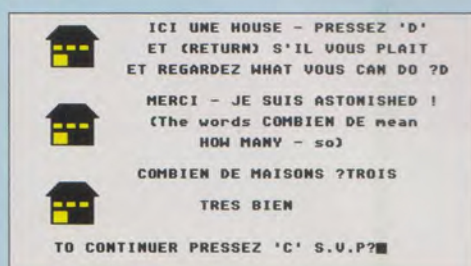 ICI UNE HOUSE - PRESSEZ 'D'
ET (RETURN) S'IL VOUS PLAIT
ET REGARDEZ WHAT VOUS CAN DO ?D
MERCI - JE SUIS ASTONISHED !
(The words COMBIEN DE mean
HOW MANY - so)
COMBIEN DE MAISONS ?TROIS
TRES BIEN
TO CONTINUER PRESSEZ 'C' S.V.P?